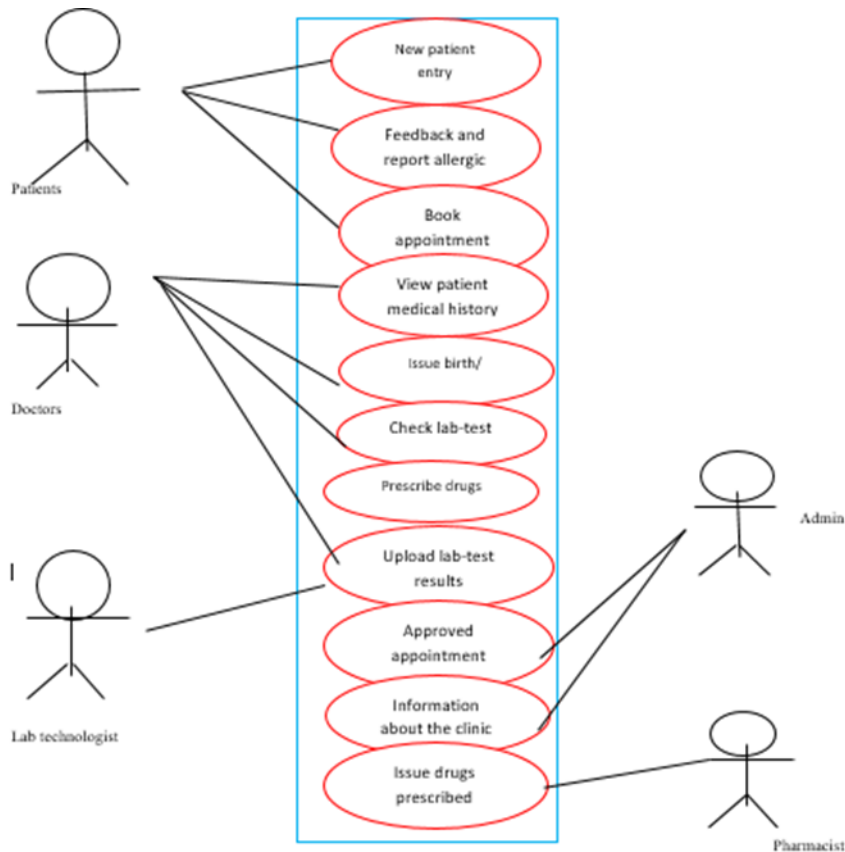 New patient
entry
Feedback and
report allergic
Patients
Book
appointment
View patient
medical history
Issue birth/
Doctors
Check lab-test
Prescribe drugs
Admin
Upload lab-test
results
Approved
appointment
Information
about the clinic
Lab technologist
Issue drugs
prescribed
Pharmacist